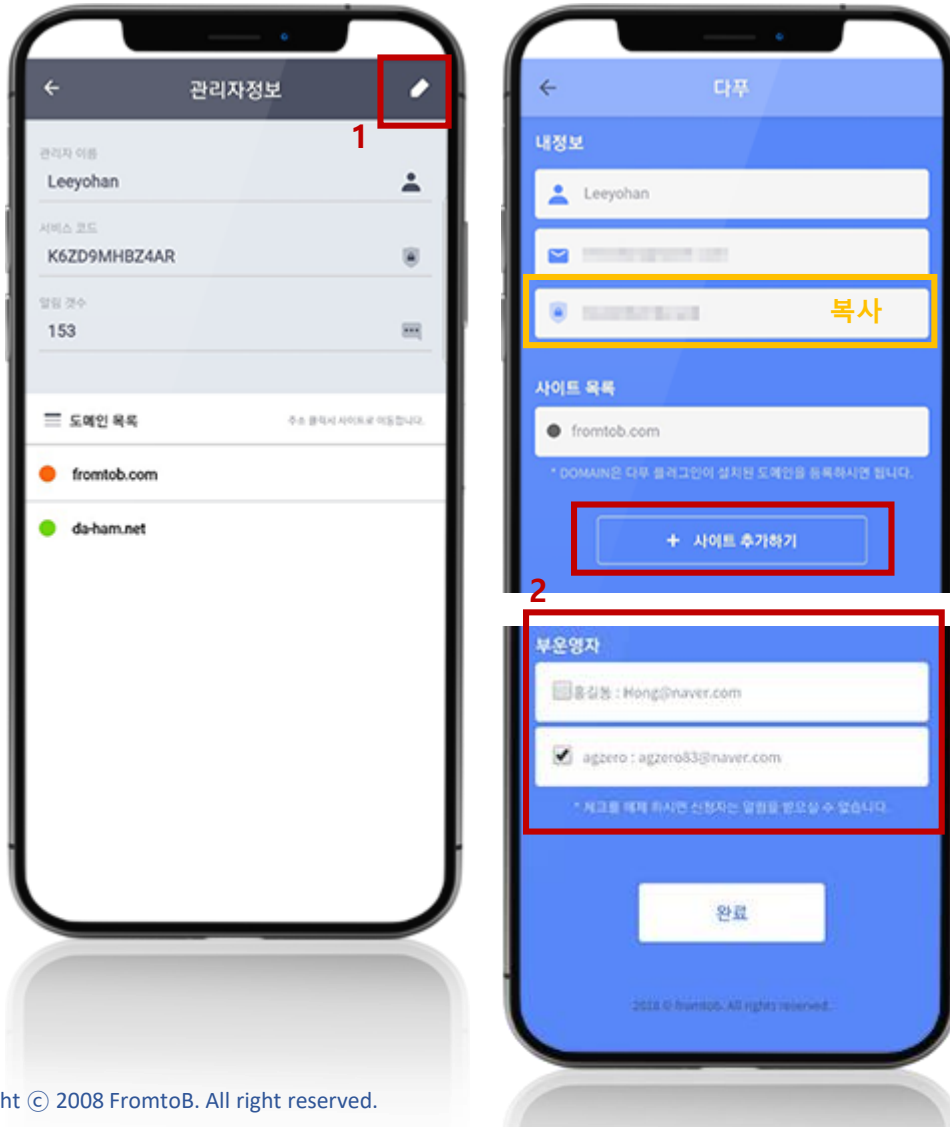 관리자정보
1
관리자 이름
Leeyohan
서비스 코드
K6ZD9MHBZ4AR
알림 갯수
153
도메인 목록
주소 클릭시 사이트로 이동합니다.
fromtob.com
da-ham.net
다푸
내정보
Leeyohan
복사
사이트 목록
fromtob.com
* DOMAIN은 다푸 플러그인이 설치된 도메인을 등록하시면 됩니다.
+ 사이트 추가하기
2
부운영자
홍길동 : Hong@naver.com
agzero : agzero83@naver.com
* 체크를 해제 하시면 신청자는 알림을 받으실 수 없습니다.
완료
2018 © fromtob. All rights reserved.
ht ⓒ 2008 FromtoB. All right reserved.